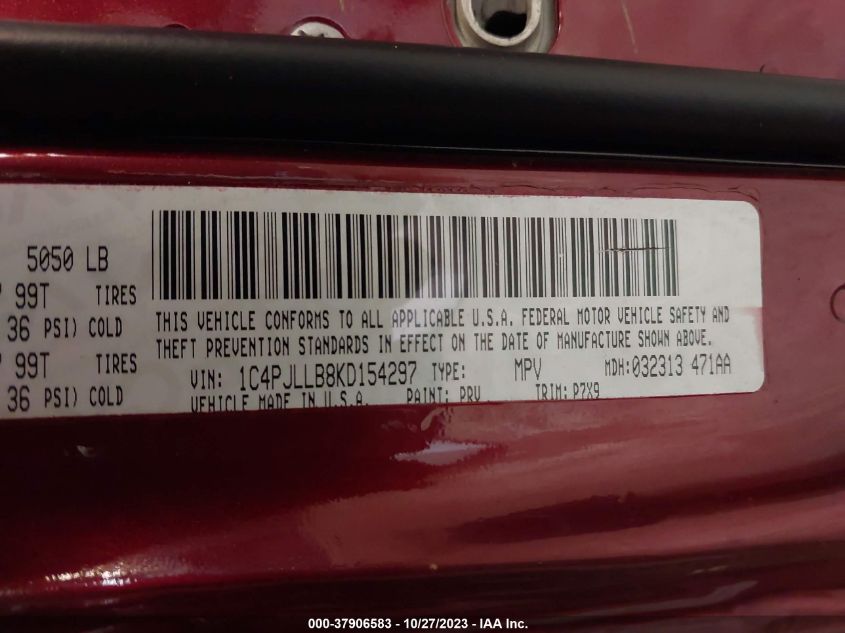 5050 LB
99T TIRES
36 PSI) COLD
99T TIRES
36 PSI) COLD
THIS VEHICLE CONFORMS TO ALL APPLICABLE U.S.A. FEDERAL MOTOR VEHICLE SAFETY AND
THEFT PREVENTION STANDARDS IN EFFECT ON THE DATE OF MANUFACTURE SHOWN ABOVE.
VIN: 1C4PJLLB8KD154297 TYPE: MPV MDH:032313 471AA
VEHICLE MADE IN U.S.A. PAINT: PRV TRIM: P7X9
000-37906583 - 10/27/2023 - IAA Inc.